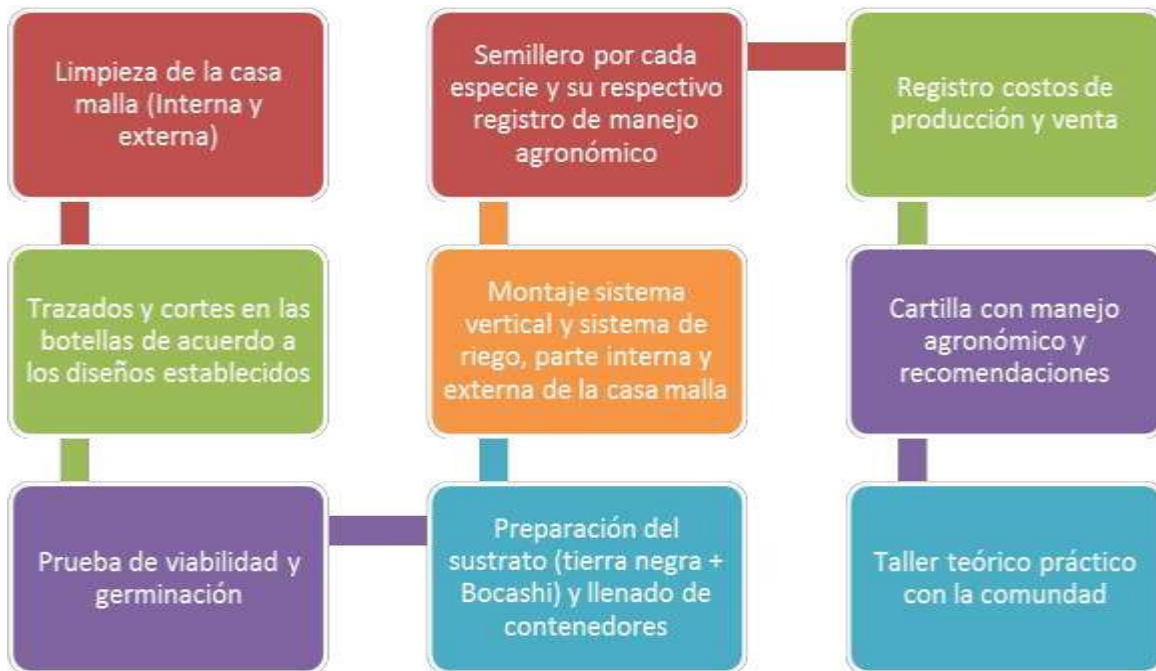 Limpieza de la casa
malla (Interna y
externa)
Trazados y cortes en las
botellas de acuerdo a
los diseños establecidos
Prueba de viabilidad y
germinación
Preparación del
sustrato (tierra negra +
Bocashi) y llenado de
contenedores
Montaje sistema
vertical y sistema de
riego, parte interna y
externa de la casa malla
Semillero por cada
especie y su respectivo
registro de manejo
agronómico
Registro costos de
producción y venta
Cartilla con manejo
agronómico y
recomendaciones
Taller teórico práctico
con la comundad